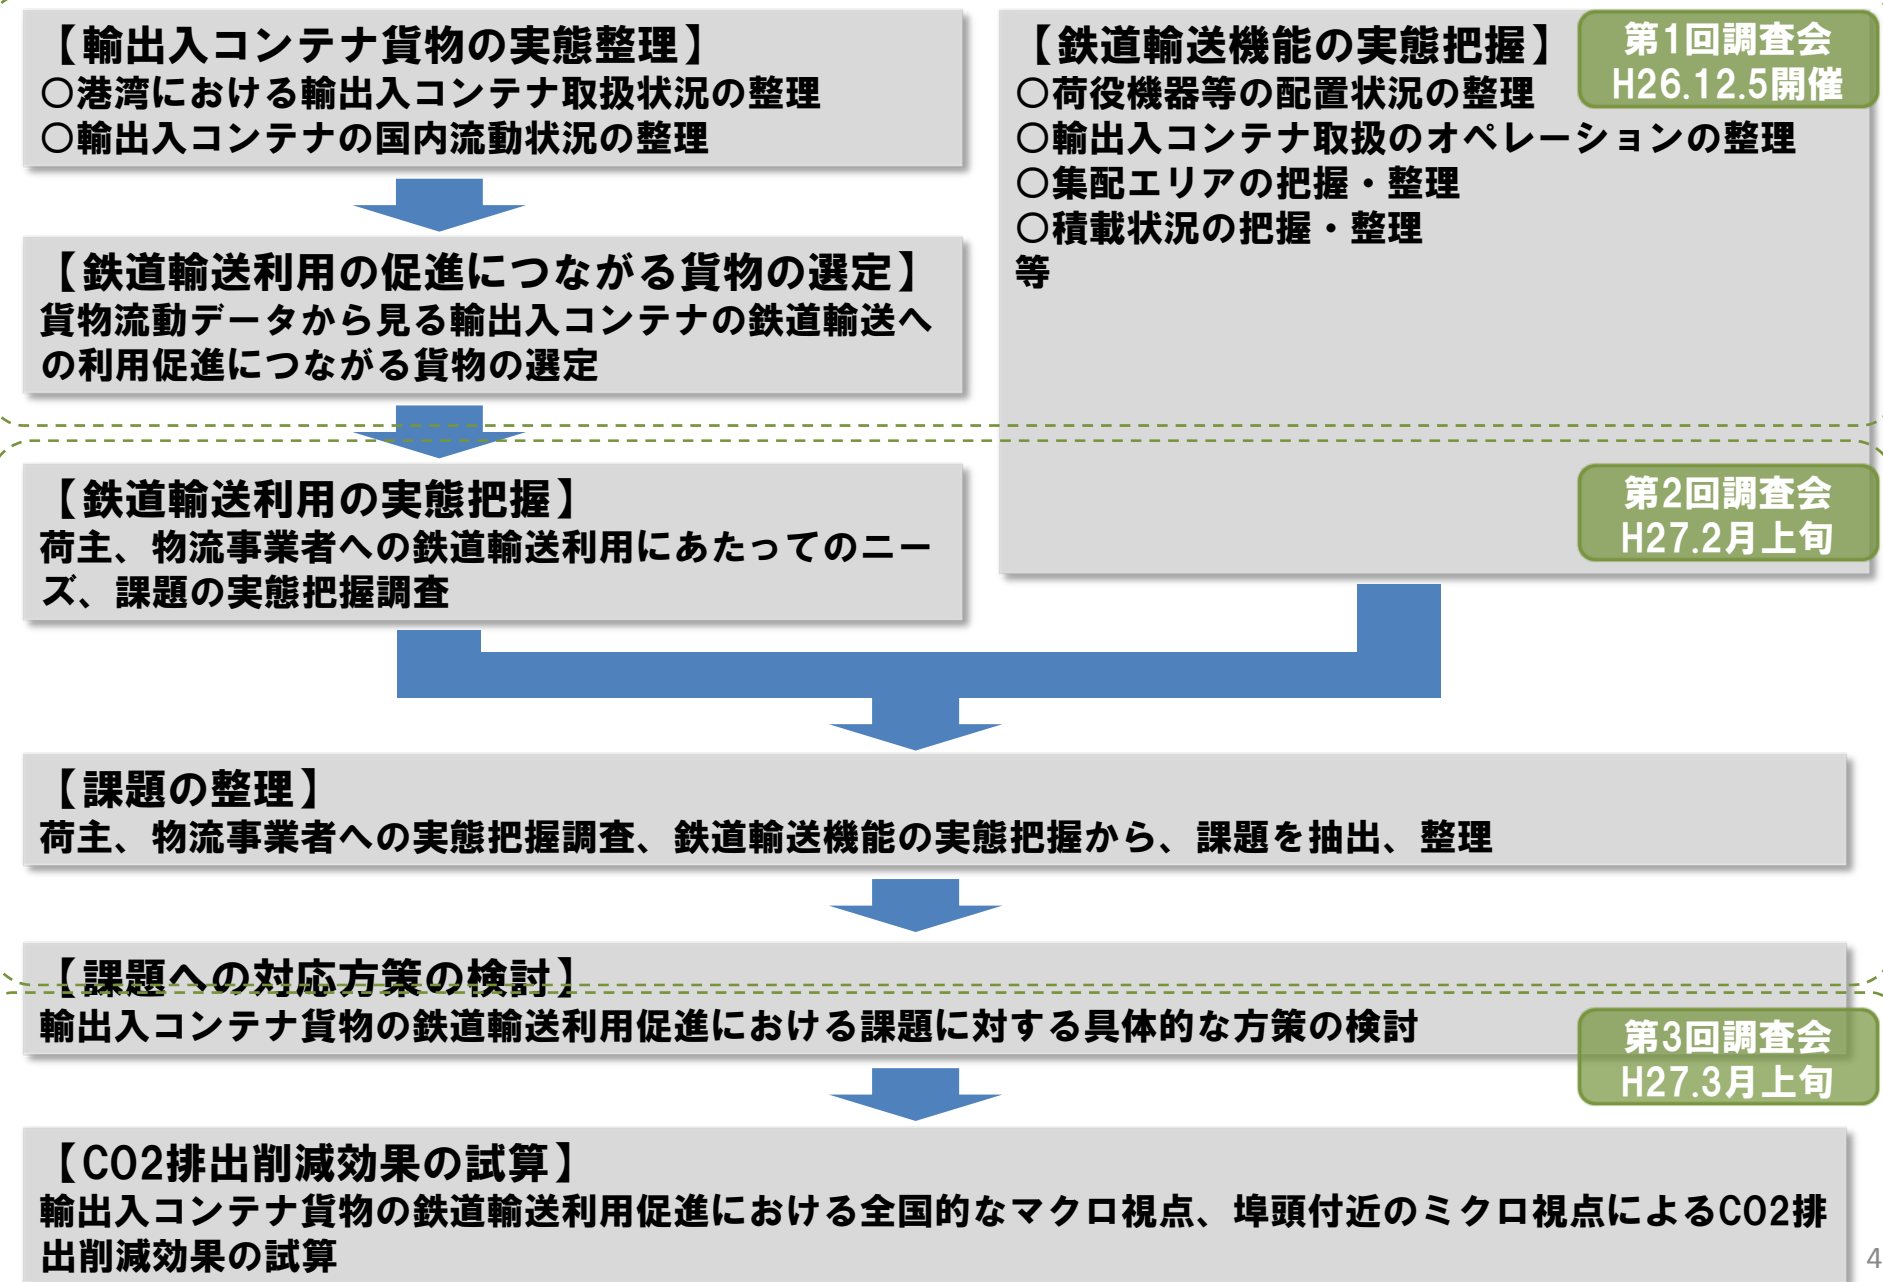 【輸出入コンテナ貨物の実態整理】
○港湾における輸出入コンテナ取扱状況の整理
○輸出入コンテナの国内流動状況の整理
【鉄道輸送利用の促進につながる貨物の選定】
貨物流動データから見る輸出入コンテナの鉄道輸送へ
の利用促進につながる貨物の選定
【鉄道輸送利用の実態把握】
荷主、物流事業者への鉄道輸送利用にあたってのニー
ズ、課題の実態把握調査
【鉄道輸送機能の実態把握】
○荷役機器等の配置状況の整理
○輸出入コンテナ取扱のオペレーションの整理
○集配エリアの把握・整理
○積載状況の把握・整理
等
第1回調査会
H26.12.5開催
第2回調査会
H27.2月上旬
【課題の整理】
荷主、物流事業者への実態把握調査、鉄道輸送機能の実態把握から、課題を抽出、整理
【課題への対応方策の検討】
輸出入コンテナ貨物の鉄道輸送利用促進における課題に対する具体的な方策の検討
第3回調査会
H27.3月上旬
【CO2排出削減効果の試算】
輸出入コンテナ貨物の鉄道輸送利用促進における全国的なマクロ視点、埠頭付近のミクロ視点によるCO2排
出削減効果の試算
4